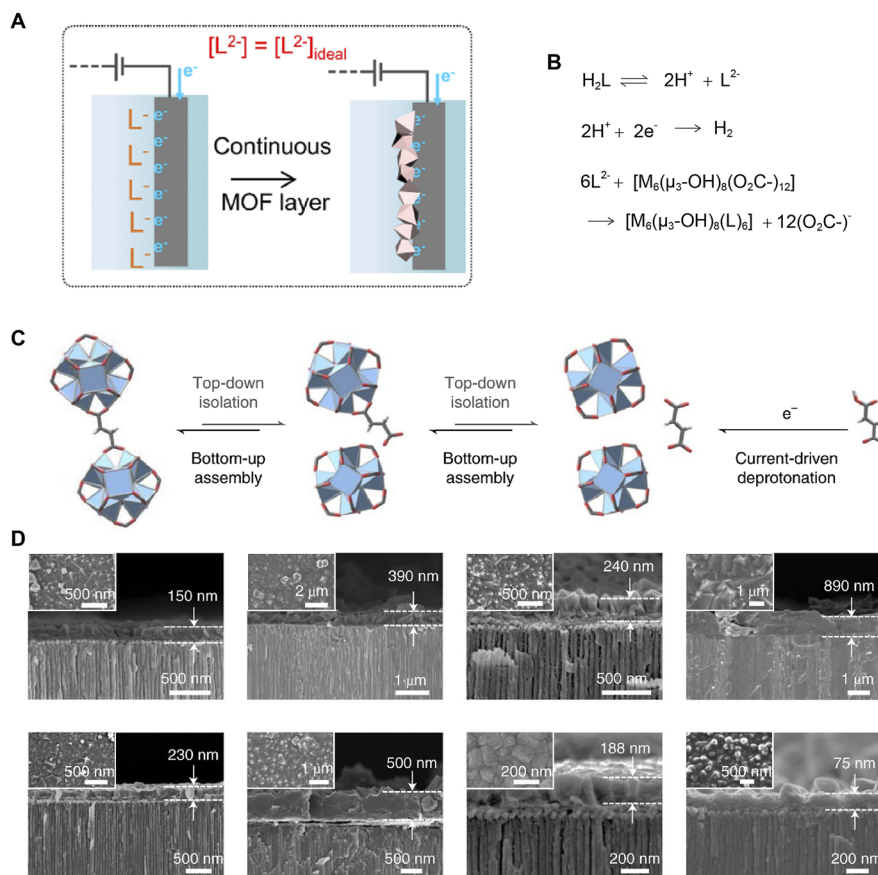 A
[L²⁻] = [L²⁻]ideal
e⁻
e⁻
L⁻
e⁻
L⁻
e⁻
L⁻
e⁻
L⁻
e⁻
L⁻
e⁻
Continuous
MOF layer
e⁻
e⁻
e⁻
e⁻
e⁻
e⁻
B
H₂L ⇌ 2H⁺ + L²⁻
2H⁺ + 2e⁻ → H₂
6L²⁻ + [M₆(μ₃-OH)₈(O₂C-)₁₂]
→ [M₆(μ₃-OH)₈(L)₆] + 12(O₂C-)⁻
C
Top-down
isolation
Bottom-up
assembly
Top-down
isolation
Bottom-up
assembly
e⁻
Current-driven
deprotonation
D
500 nm
150 nm
500 nm
2 μm
390 nm
1 μm
500 nm
240 nm
500 nm
1 μm
890 nm
1 μm
500 nm
230 nm
500 nm
1 μm
500 nm
500 nm
200 nm
188 nm
200 nm
500 nm
75 nm
200 nm